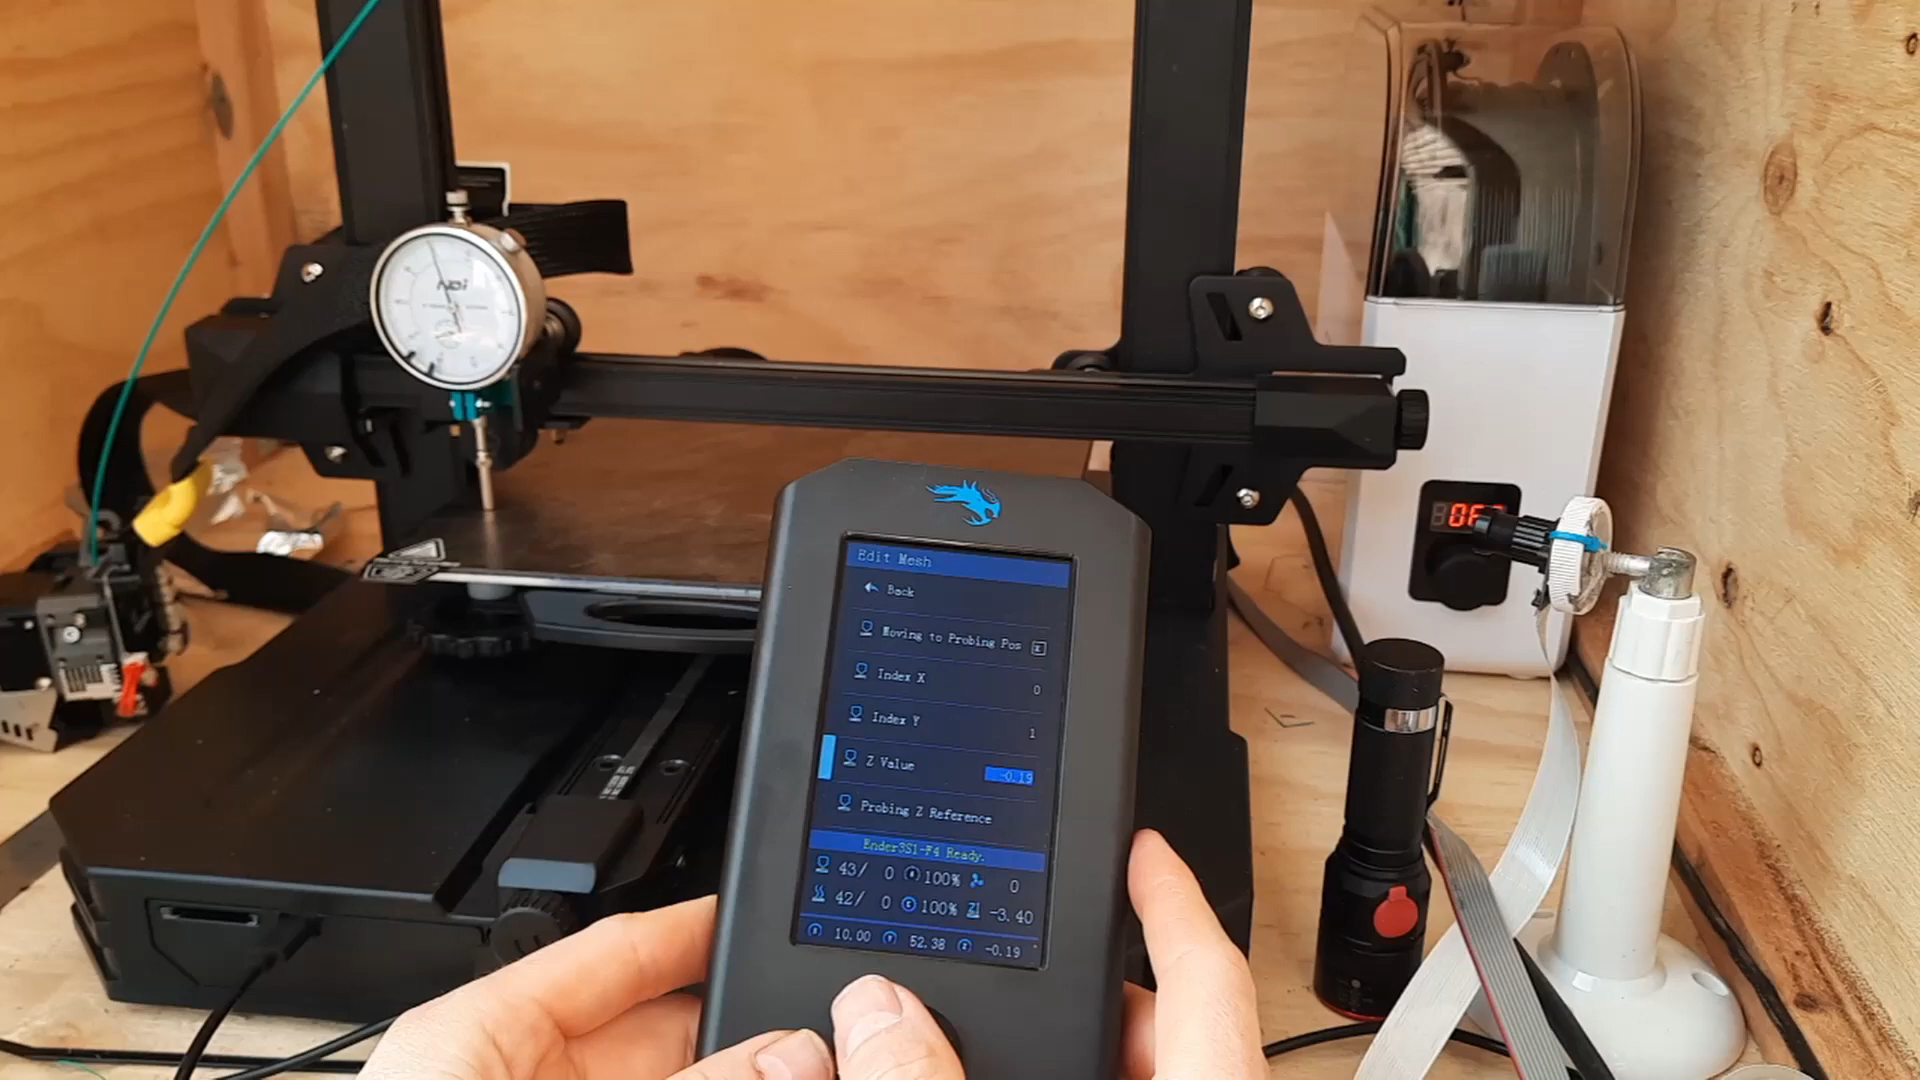 NDi
Edit Mesh
Back
Moving to Probing Pos
Index X 0
Index Y 1
Z Value -0.19
Probing Z Reference
Ender3S1-F4 Ready.
43/ 0 100% 0
42/ 0 100% -3.40
10.00 52.38 -0.19